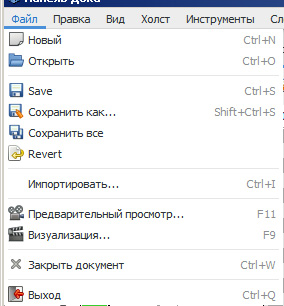 Панель дока
Файл Правка Вид Холст Инструменты
Новый Ctrl+N
Открыть Ctrl+O
Save Ctrl+S
Сохранить как... Shift+Ctrl+S
Сохранить все
Revert
Импортировать... Ctrl+I
Предварительный просмотр... F11
Визуализация... F9
Закрыть документ Ctrl+W
Выход Ctrl+Q